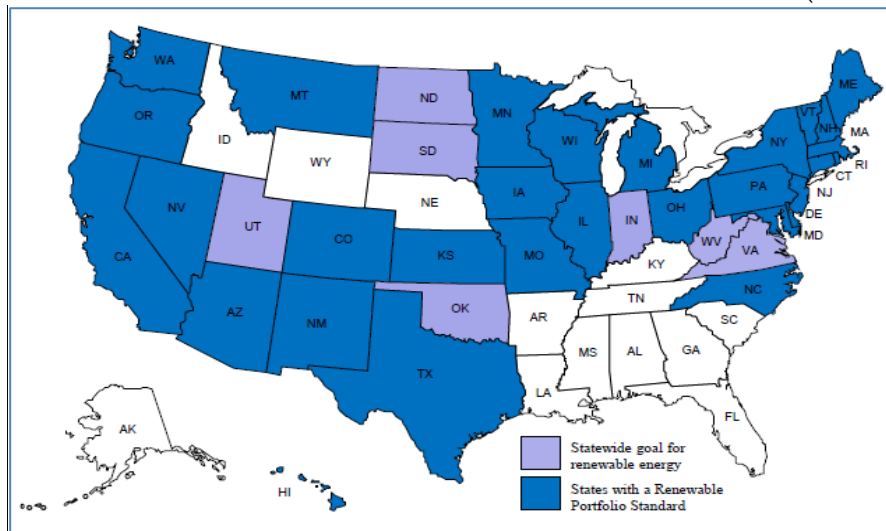 WA
ME
MT
ND
VT
MN
OR
NH
MA
ID
WI
NY
SD
RI
WY
MI
CT
IA
PA
NJ
NE
OH
NV
DE
IN
IL
UT
WV
MD
CO
VA
CA
KS
MO
KY
NC
TN
AZ
OK
NM
AR
SC
MS
AL
GA
TX
LA
FL
AK
HI
Statewide goal for
renewable energy
States with a Renewable
Portfolio Standard